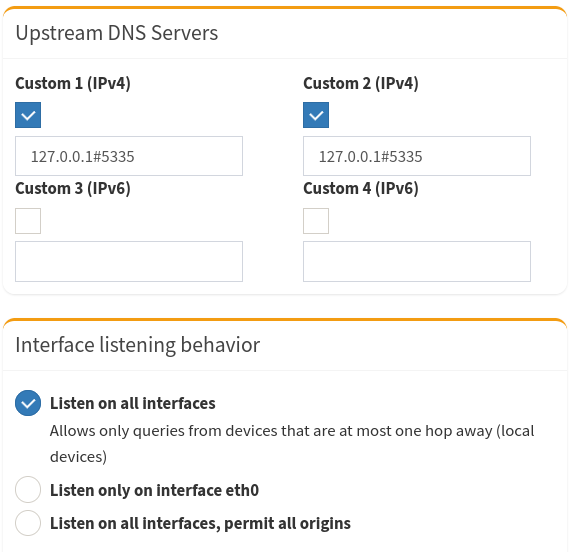 Upstream DNS Servers
Custom 1 (IPv4)
Custom 2 (IPv4)
127.0.0.1#5335
127.0.0.1#5335
Custom 3 (IPv6)
Custom 4 (IPv6)
Interface listening behavior
Listen on all interfaces
Allows only queries from devices that are at most one hop away (local
devices)
Listen only on interface eth0
Listen on all interfaces, permit all origins